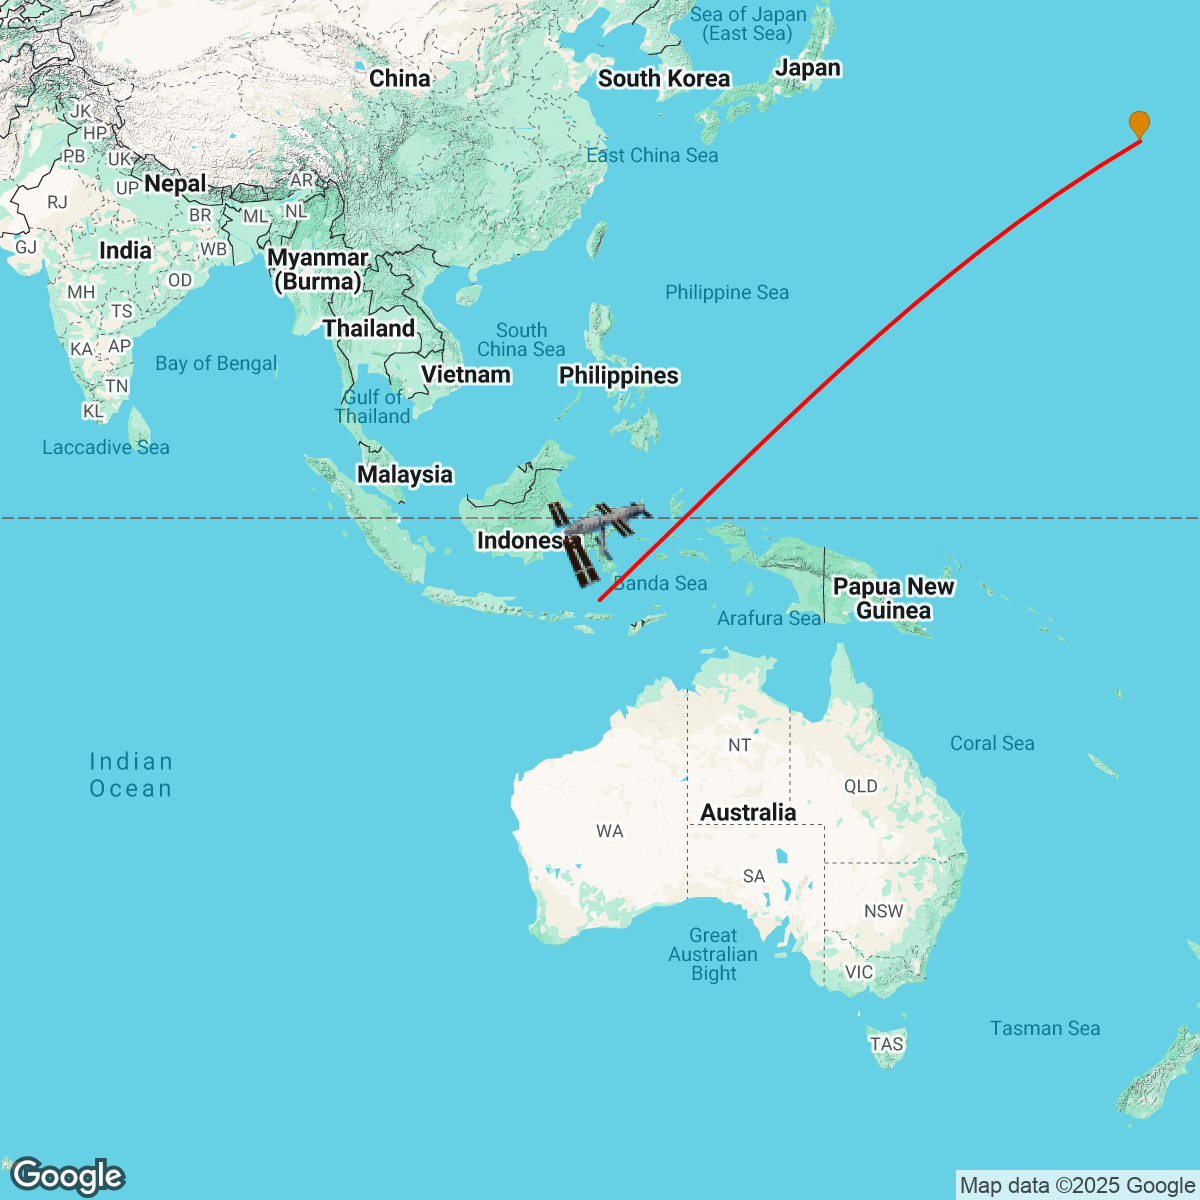 Sea of Japan
(East Sea)
China
South Korea
Japan
JK
HP
PB
UK
East China Sea
Nepal
AR
UP
RJ
BR
ML
NL
GJ
India
WB
Myanmar
(Burma)
OD
MH
Philippine Sea
TS
Thailand
South
China Sea
KA
AP
Bay of Bengal
Vietnam
Philippines
TN
Gulf of
Thailand
KL
Laccadive Sea
Malaysia
Indones
Banda Sea
Papua New
Guinea
Arafura Sea
NT
Coral Sea
Indian
Ocean
QLD
Australia
WA
SA
NSW
Great
Australian
Bight
VIC
Tasman Sea
TAS
Google
Map data ©2025 Google